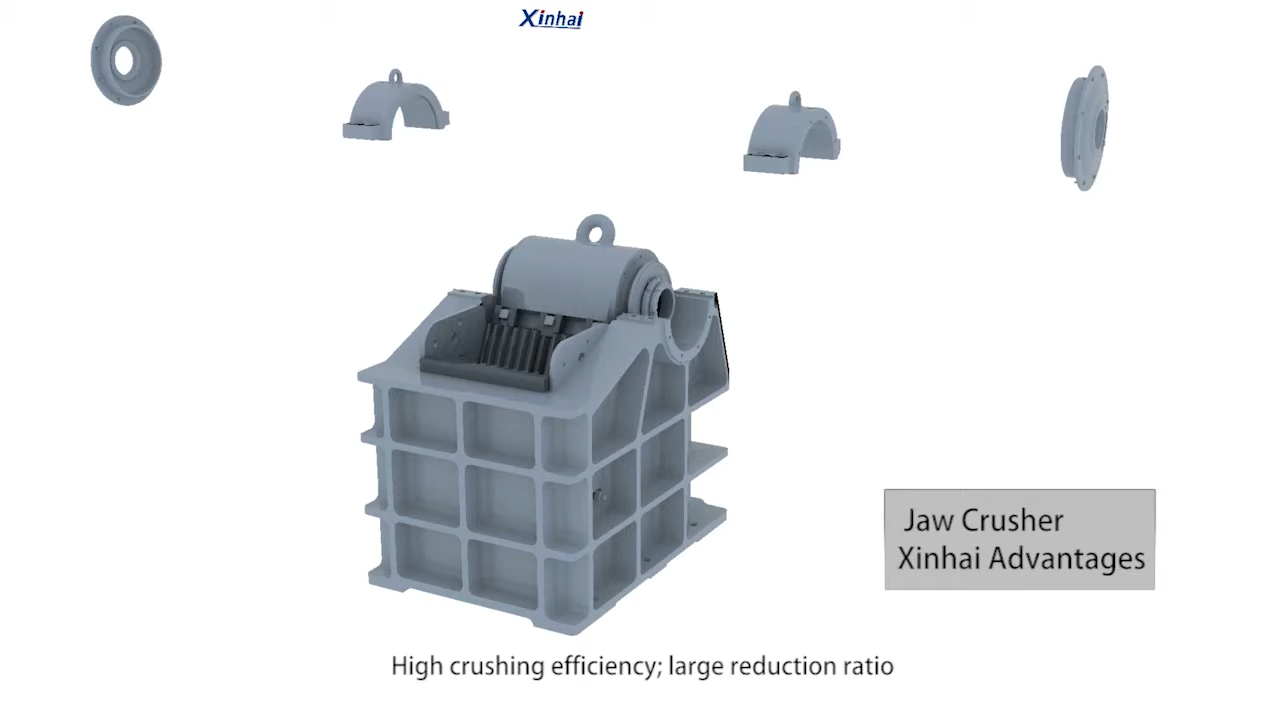 Xinhai
Jaw Crusher
Xinhai Advantages
High crushing efficiency; large reduction ratio